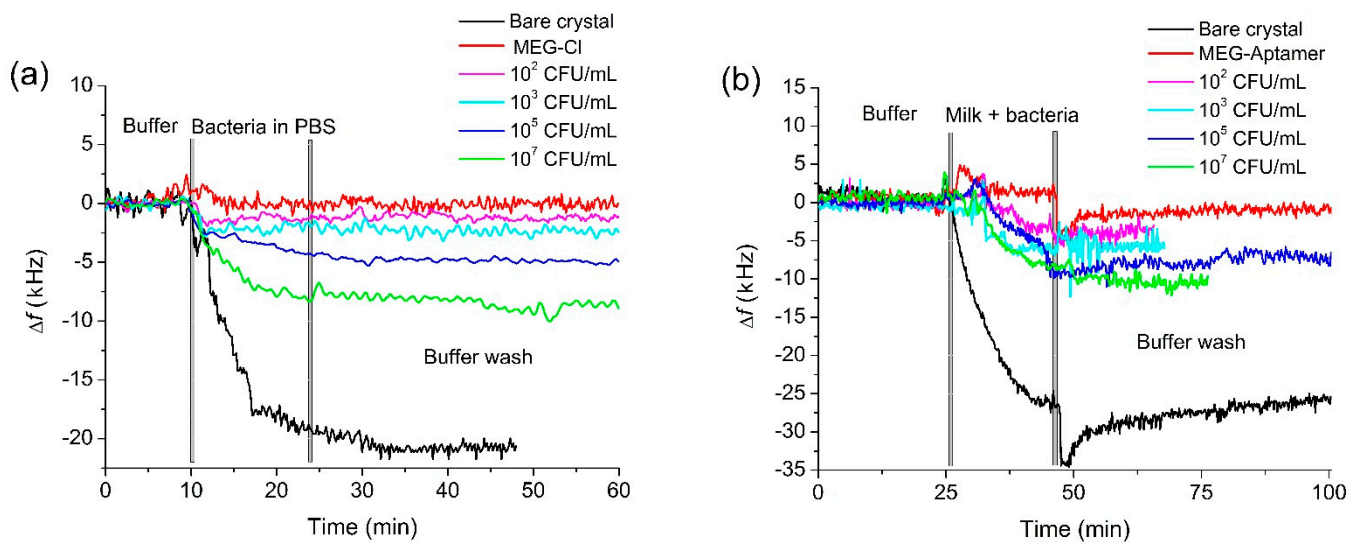 (a)
Bare crystal
MEG-Cl
10² CFU/mL
10³ CFU/mL
10⁵ CFU/mL
10⁷ CFU/mL
Buffer
Bacteria in PBS
Buffer wash
10
5
0
-5
-10
-15
-20
Δf (kHz)
0 10 20 30 40 50 60
Time (min)
(b)
Bare crystal
MEG-Aptamer
10² CFU/mL
10³ CFU/mL
10⁵ CFU/mL
10⁷ CFU/mL
Buffer
Milk + bacteria
Buffer wash
15
10
5
0
-5
-10
-15
-20
-25
-30
-35
Δf (kHz)
0 25 50 75 100
Time (min)